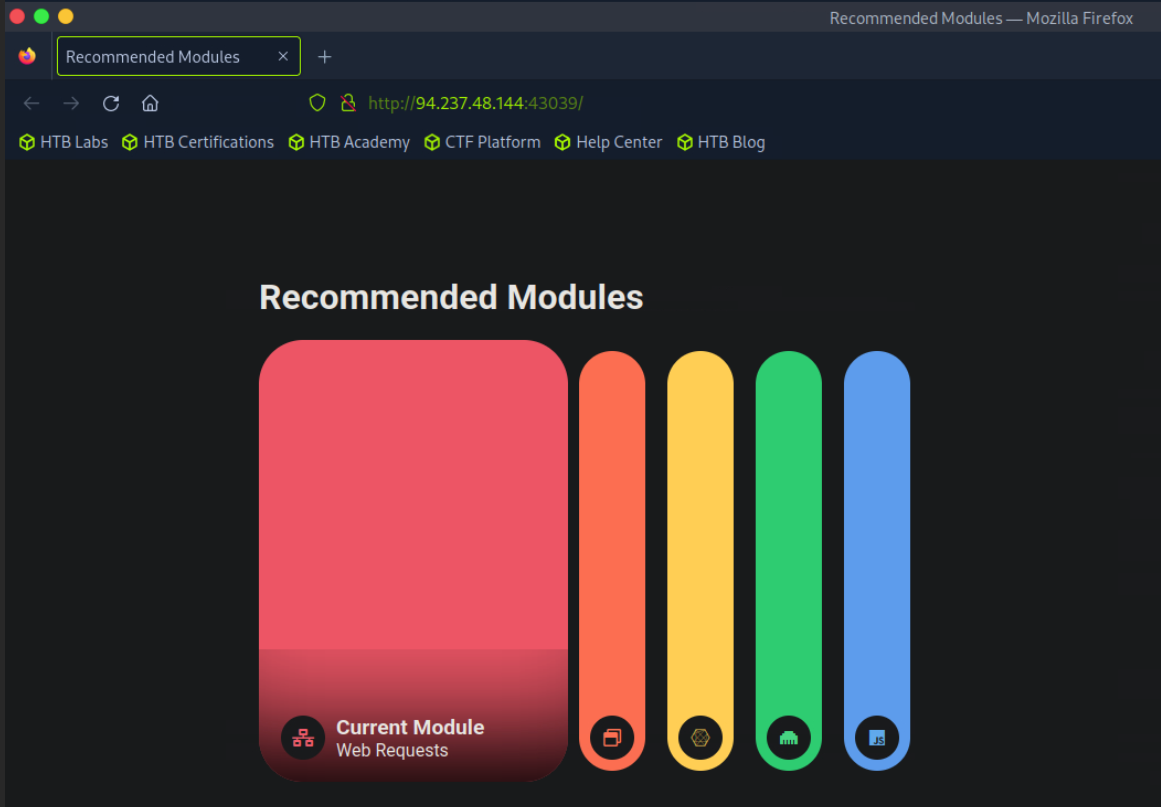 Recommended Modules — Mozilla Firefox
Recommended Modules
http://94.237.48.144:43039/
HTB Labs HTB Certifications HTB Academy CTF Platform Help Center HTB Blog
Recommended Modules
Current Module
Web Requests
JS